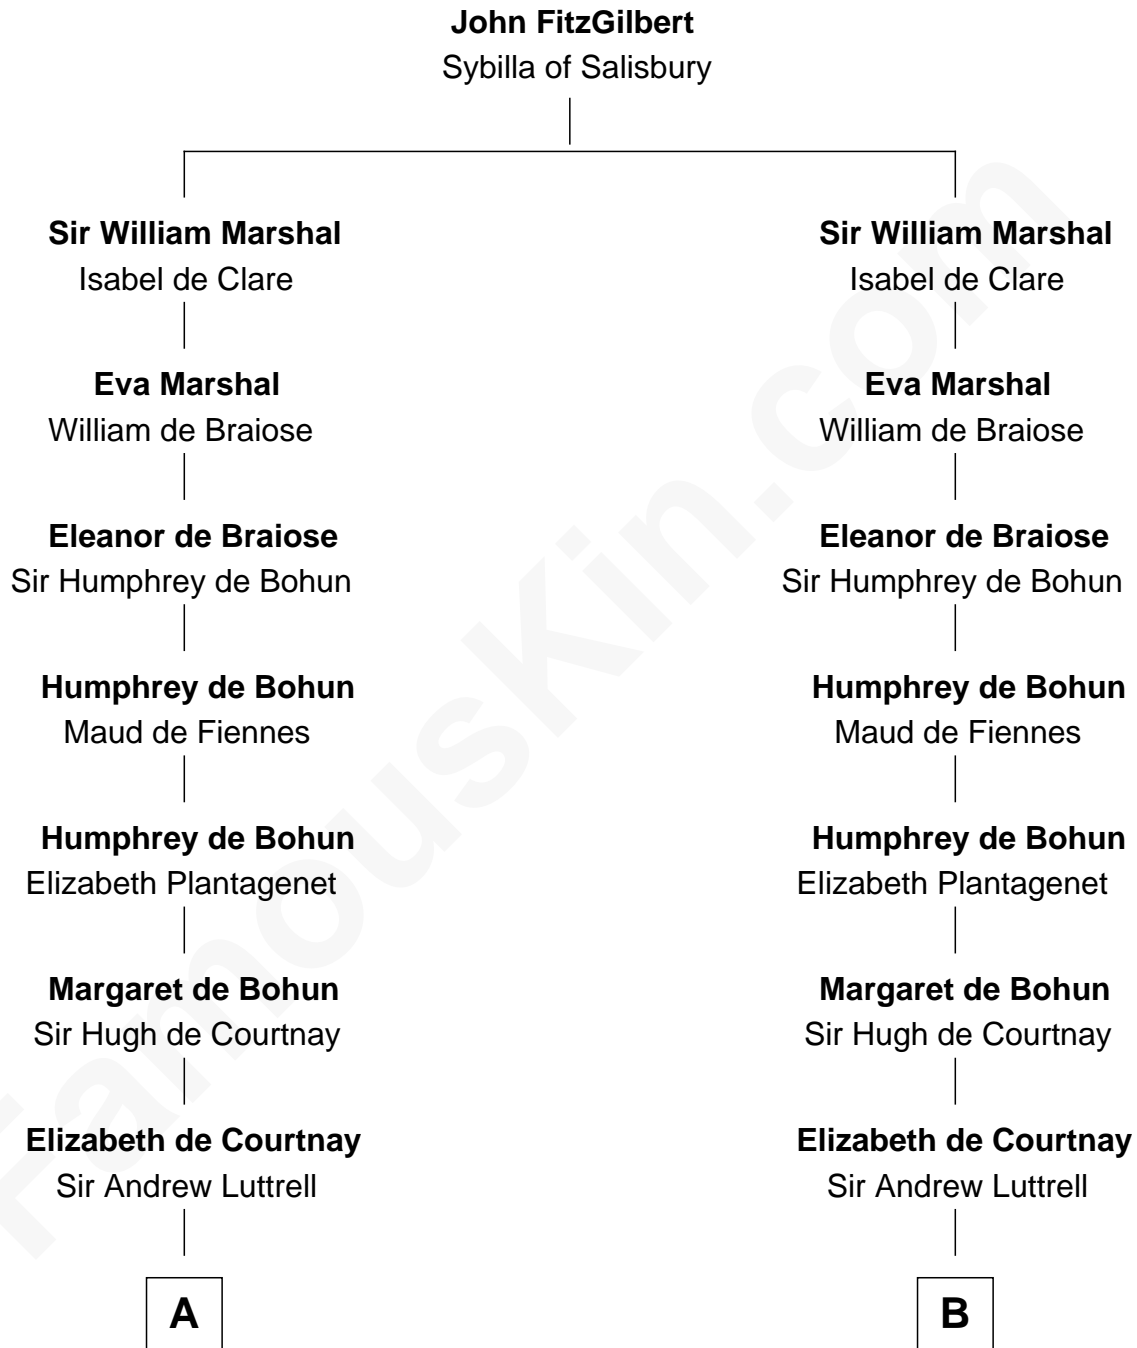 John FitzGilbert
Sybilla of Salisbury
Sir William Marshal
Isabel de Clare
Eva Marshal
William de Braiose
Eleanor de Braiose
Sir Humphrey de Bohun
Humphrey de Bohun
Maud de Fiennes
Humphrey de Bohun
Elizabeth Plantagenet
Margaret de Bohun
Sir Hugh de Courtnay
Elizabeth de Courtnay
Sir Andrew Luttrell
A
Sir William Marshal
Isabel de Clare
Eva Marshal
William de Braiose
Eleanor de Braiose
Sir Humphrey de Bohun
Humphrey de Bohun
Maud de Fiennes
Humphrey de Bohun
Elizabeth Plantagenet
Margaret de Bohun
Sir Hugh de Courtnay
Elizabeth de Courtnay
Sir Andrew Luttrell
B
FamousKin.com